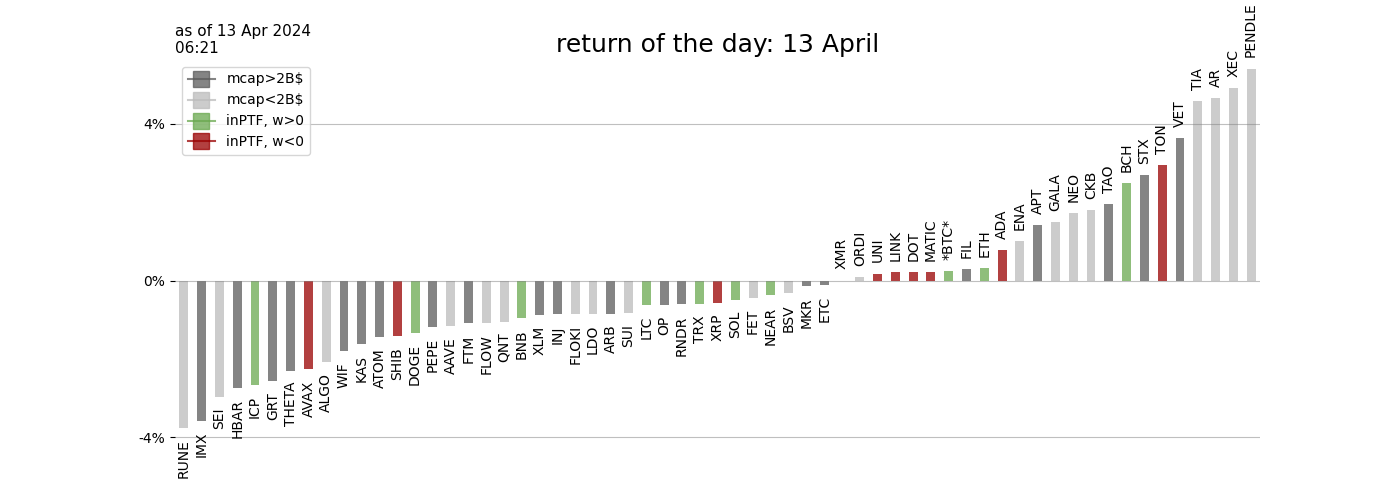 as of 13 Apr 2024
06:21
return of the day: 13 April
mcap>2B$
mcap<2B$
inPTF, w>0
inPTF, w<0
4%
0%
-4%
RUNE
IMX
SEI
HBAR
ICP
GRT
THETA
AVAX
ALGO
WIF
KAS
ATOM
SHIB
DOGE
PEPE
AAVE
FTM
FLOW
QNT
BNB
XLM
INJ
FLOKI
LDO
ARB
SUI
LTC
OP
RNDR
TRX
XRP
SOL
FET
NEAR
BSV
MKR
ETC
XMR
ORDI
UNI
LINK
DOT
MATIC
*BTC*
FIL
ETH
ADA
ENA
APT
GALA
NEO
CKB
TAO
BCH
STX
TON
VET
TIA
AR
XEC
PENDLE